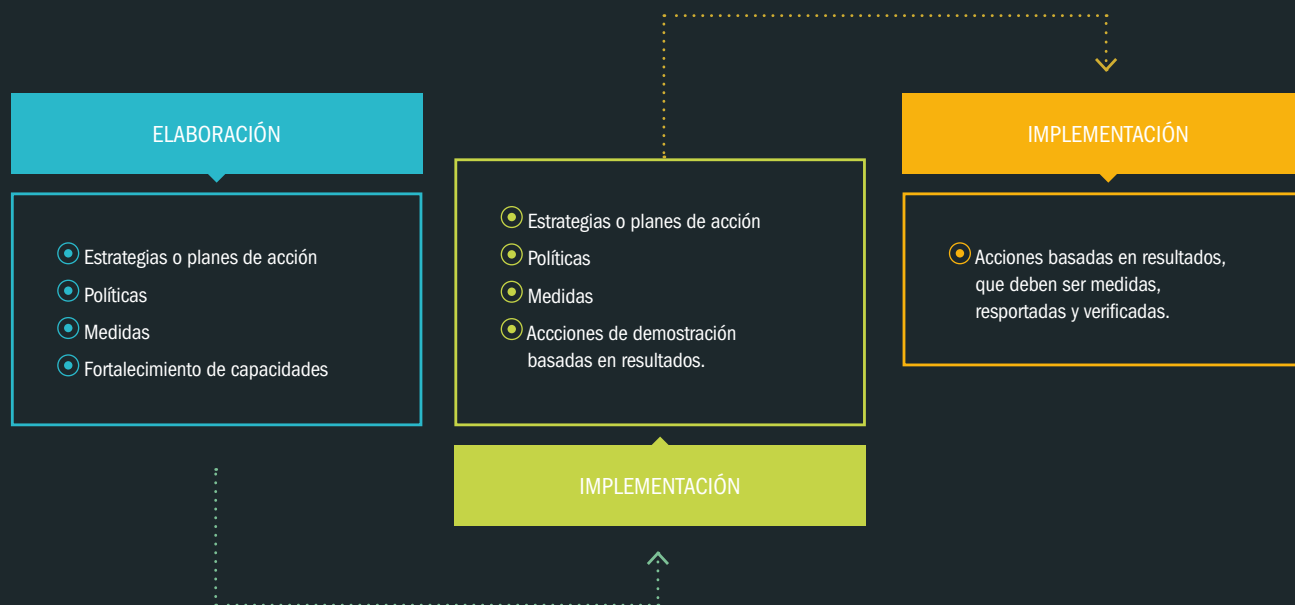 ELABORACIÓN
Estrategias o planes de acción
Políticas
Medidas
Fortalecimiento de capacidades
Estrategias o planes de acción
Políticas
Medidas
Accciones de demostración
basadas en resultados.
IMPLEMENTACIÓN
IMPLEMENTACIÓN
Acciones basadas en resultados,
que deben ser medidas,
resportadas y verificadas.